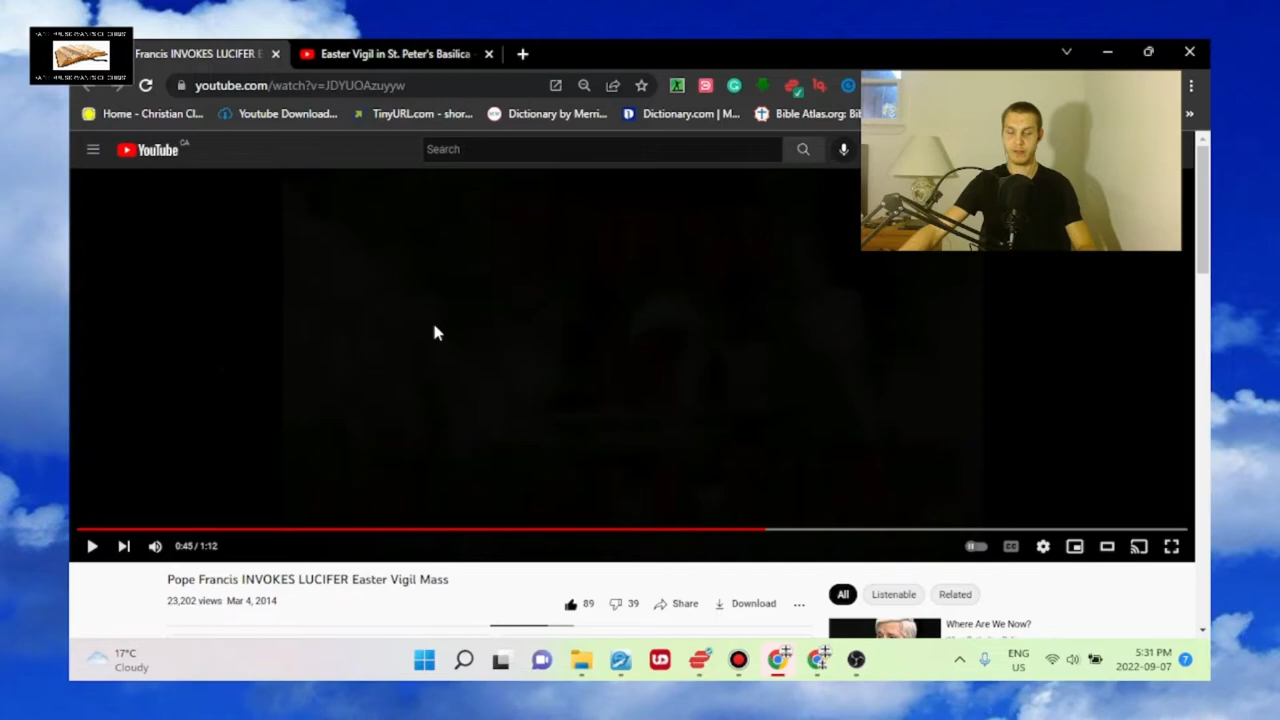 Francis INVOKES LUCIFER E
Easter Vigil in St. Peter's Basilica
youtube.com/watch?v=JDYUOAzuyyw
Home - Christian Cl...
Youtube Download...
TinyURL.com - shor...
Dictionary by Merri...
Dictionary.com | M...
Bible Atlas.org: Bib
YouTube CA
Search
0:45 / 1:12
Pope Francis INVOKES LUCIFER Easter Vigil Mass
23,202 views Mar 4, 2014
89
39
Share
Download
All
Listenable
Related
Where Are We Now?
17°C
Cloudy
ENG
US
5:31 PM
2022-09-07
7